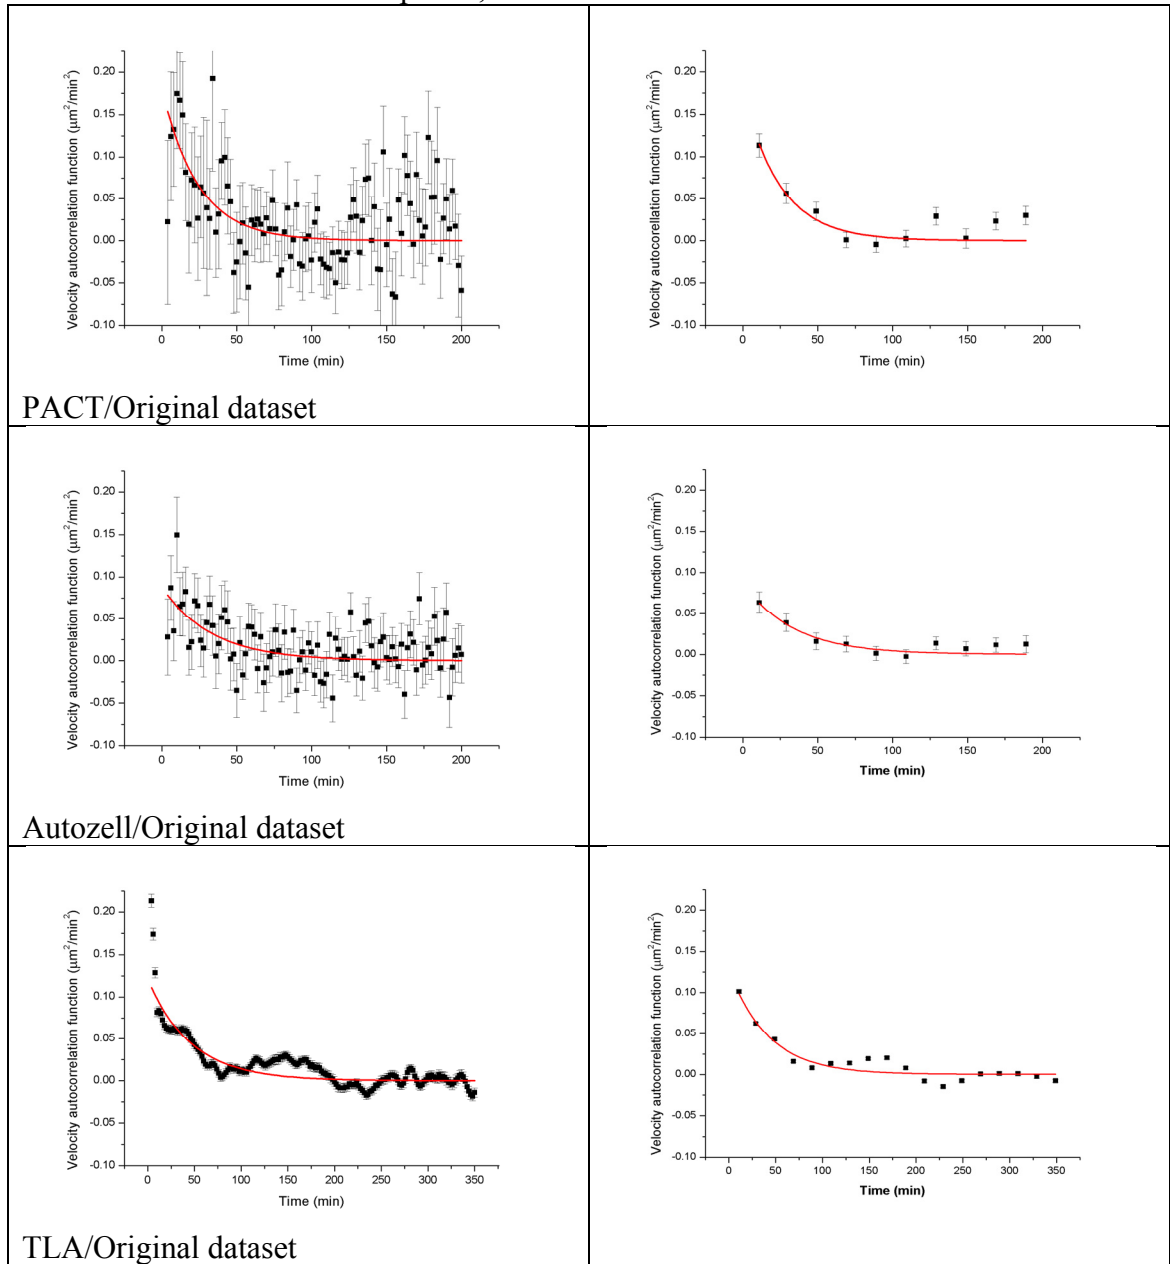 0.20
0.15
0.10
0.05
0.00
-0.05
-0.10
0 50 100 150 200
Time (min)
Velocity autocorrelation function (μm²/min²)
PACT/Original dataset
0.20
0.15
0.10
0.05
0.00
-0.05
-0.10
0 50 100 150 200
Time (min)
Velocity autocorellation function (μm²/min²)
0.20
0.15
0.10
0.05
0.00
-0.05
-0.10
0 50 100 150 200
Time (min)
Velocity autocorrelation function (μm²/min²)
Autozell/Original dataset
0.20
0.15
0.10
0.05
0.00
-0.05
-0.10
0 50 100 150 200
Time (min)
Velocity autocorrelation function (μm²/min²)
0.20
0.15
0.10
0.05
0.00
-0.05
-0.10
0 50 100 150 200 250 300 350
Time (min)
Velocity autocorrelation function (μm²/min²)
TLA/Original dataset
0.20
0.15
0.10
0.05
0.00
-0.05
-0.10
0 50 100 150 200 250 300 350
Time (min)
Velocity autocorrelation function (μm²/min²)